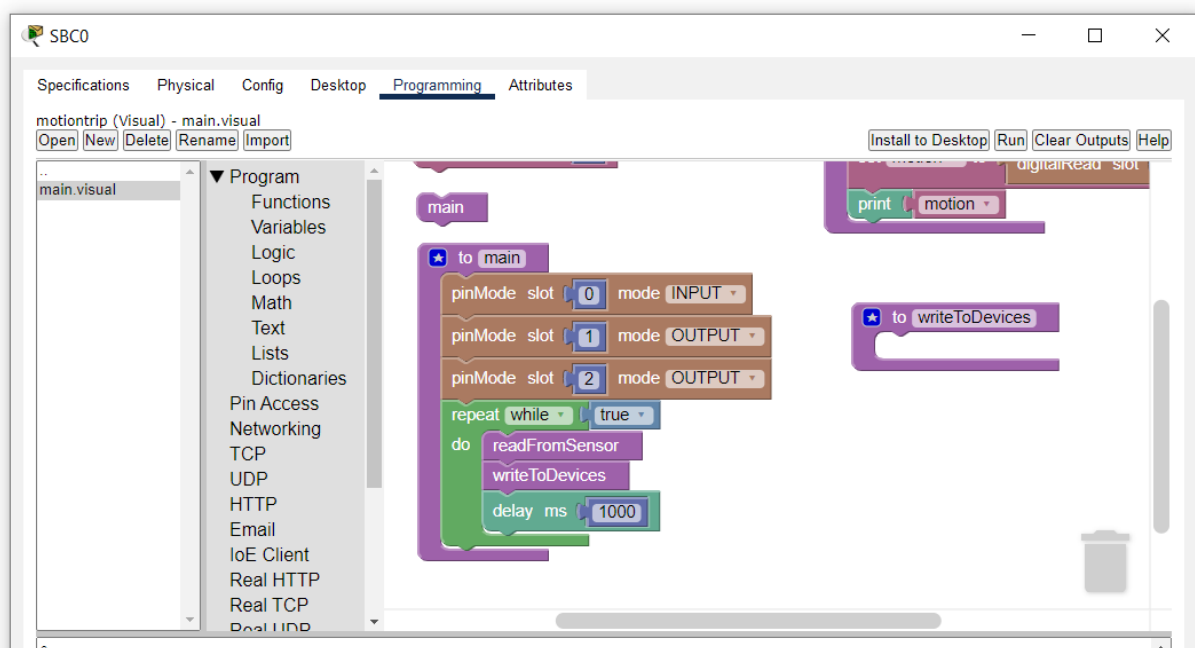 SBC0
Specifications Physical Config Desktop Programming Attributes
motiontrip (Visual) - main.visual
Open New Delete Rename Import Install to Desktop Run Clear Outputs Help
..
main.visual
Program
Functions
Variables
Logic
Loops
Math
Text
Lists
Dictionaries
Pin Access
Networking
TCP
UDP
HTTP
Email
IoE Client
Real HTTP
Real TCP
Real UDP
main
to main
pinMode slot 0 mode INPUT
pinMode slot 1 mode OUTPUT
pinMode slot 2 mode OUTPUT
repeat while true
do readFromSensor
writeToDevices
delay ms 1000
motion to digitalRead slot
print motion
to writeToDevices